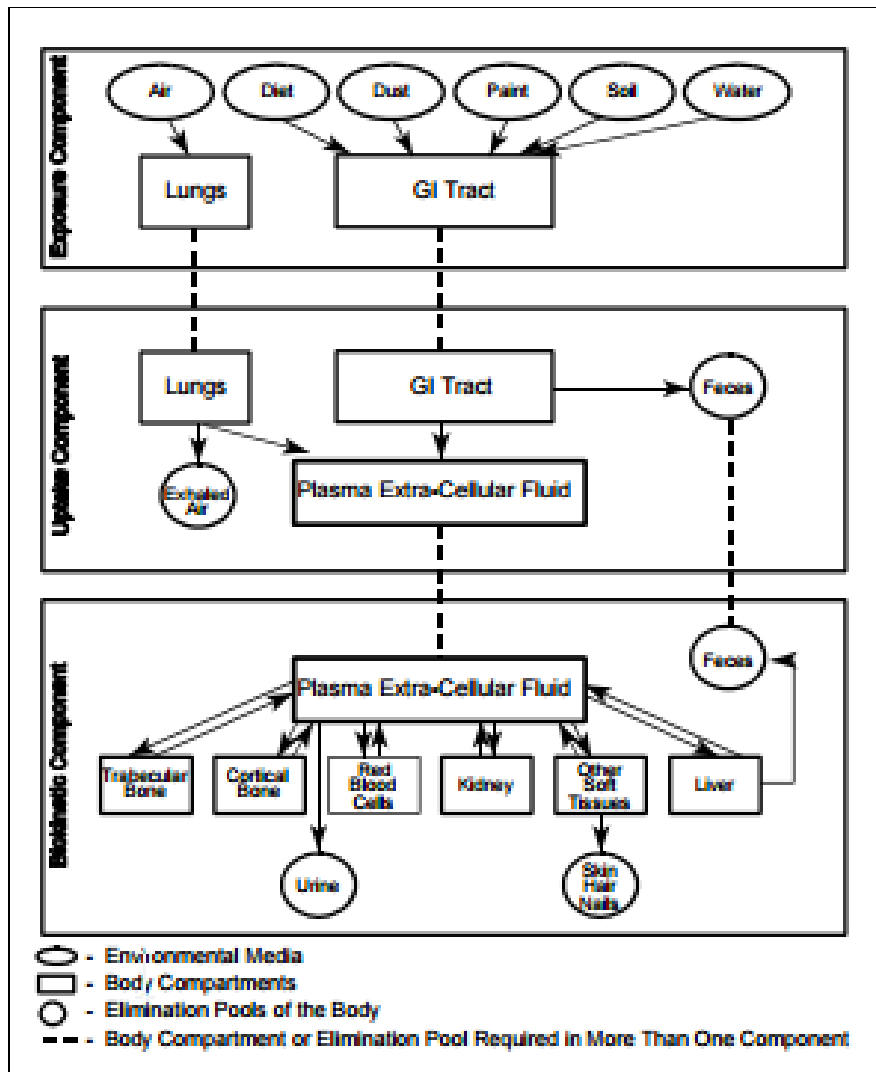 Exposure Component
Air
Diet
Dust
Paint
Soil
Water
Lungs
GI Tract
Uptake Component
Lungs
GI Tract
Feces
Exhaled
Air
Plasma Extra-Cellular Fluid
Biokinetic Component
Plasma Extra-Cellular Fluid
Feces
Trabecular
Bone
Cortical
Bone
Red
Blood
Cells
Kidney
Other
Soft
Tissues
Liver
Urine
Skin
Hair
Nails
- Environmental Media
- Body Compartments
- Elimination Pools of the Body
- Body Compartment or Elimination Pool Required in More Than One Component